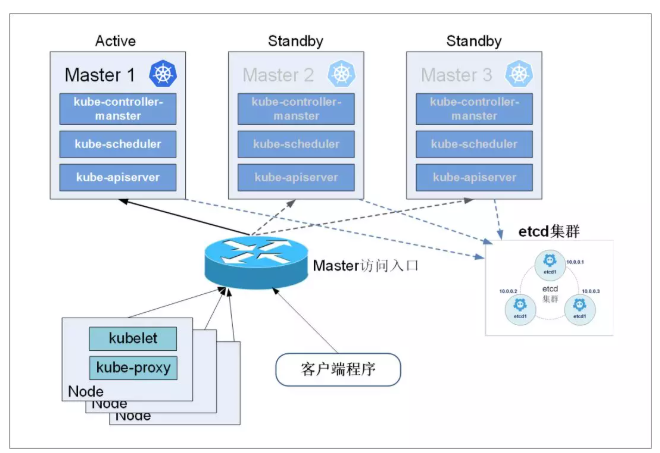 Active
Standby
Standby
Master 1
Master 2
Master 3
kube-controller-
manster
kube-controller-
manster
kube-controller-
manster
kube-scheduler
kube-scheduler
kube-scheduler
kube-apiserver
kube-apiserver
kube-apiserver
etcd集群
Master访问入口
10.0.0.1
etcd1
10.0.0.2
10.0.0.3
etcd
集群
etcd1
etcd1
kubelet
kube-proxy
Node
Node
Node
客户端程序